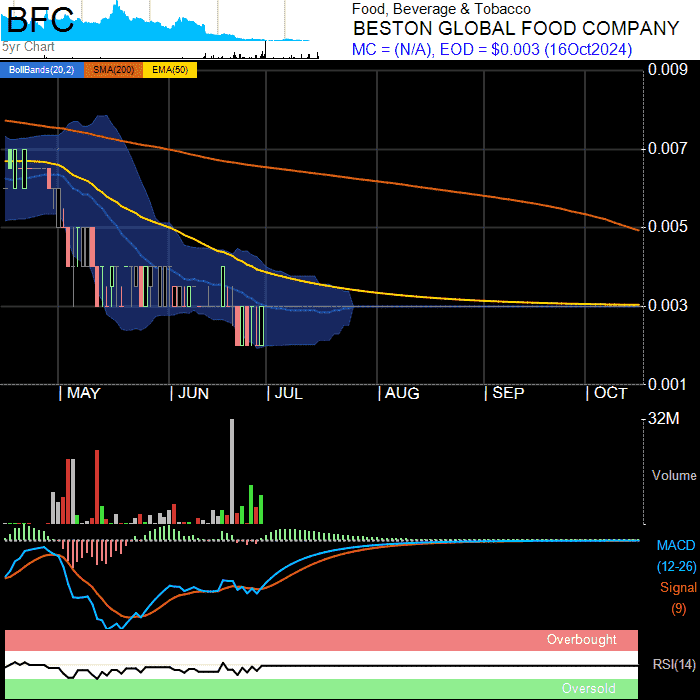 BFC
5yr Chart
Food, Beverage & Tobacco
BESTON GLOBAL FOOD COMPANY
MC = (N/A), EOD = $0.003 (16Oct2024)
BollBands(20,2) SMA(200) EMA(50)
0.009
0.007
0.005
0.003
0.001
| MAY | JUN | JUL | AUG | SEP | OCT
32M
Volume
MACD
(12-26)
Signal
(9)
Overbought
RSI(14)
Oversold